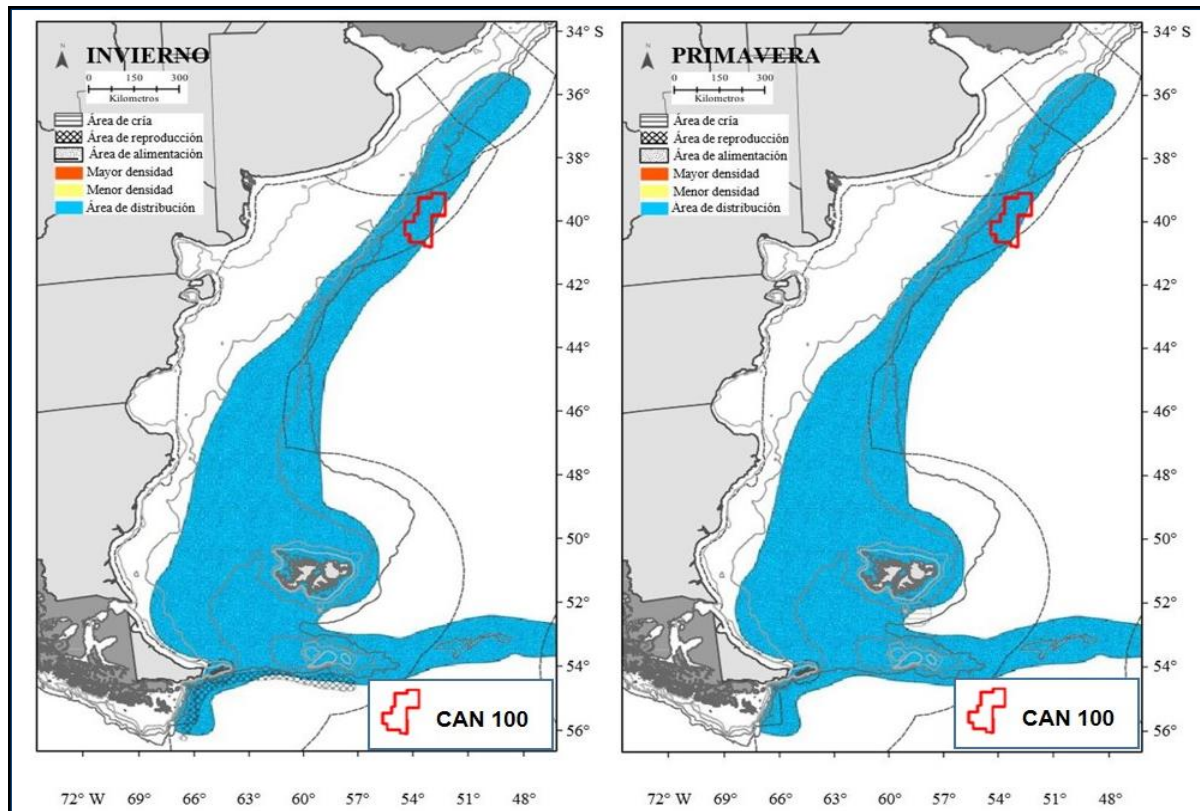 INVIERNO
N
0 150 300
Kilometros
Área de cría
Área de reproducción
Área de alimentación
Mayor densidad
Menor densidad
Área de distribución
34° S
36°
38°
40°
42°
44°
46°
48°
50°
52°
54°
56°
CAN 100
72° W 69° 66° 63° 60° 57° 54° 51° 48°
PRIMAVERA
N
0 150 300
Kilometros
Área de cría
Área de reproducción
Área de alimentación
Mayor densidad
Menor densidad
Area de distribución
34° S
36°
38°
40°
42°
44°
46°
48°
50°
52°
54°
56°
CAN 100
72° W 69° 66° 63° 60° 57° 54° 51° 48°